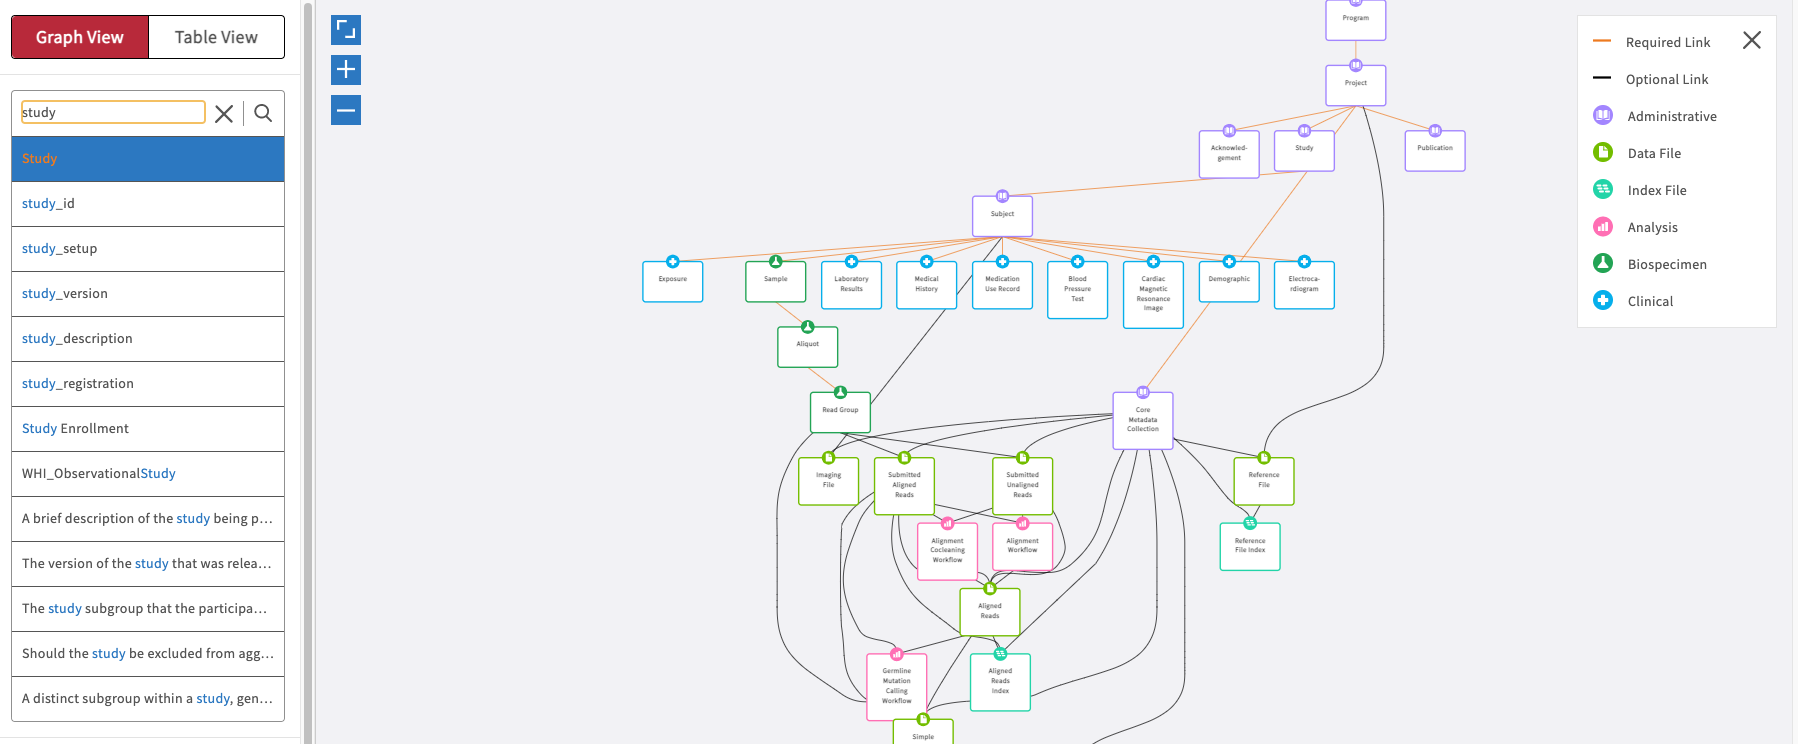 Graph View
Table View
study
Study
study_id
study_setup
study_version
study_description
study_registration
Study Enrollment
WHI_ObservationalStudy
A brief description of the study being p...
The version of the study that was relea...
The study subgroup that the participa...
Should the study be excluded from agg...
A distinct subgroup within a study, gen...
Program
Project
Acknowled-
gement
Study
Publication
Subject
Exposure
Sample
Laboratory
Results
Medical
History
Medication
Use Record
Blood
Pressure
Test
Cardiac
Magnetic
Resonance
Image
Demographic
Electroca-
rdiogram
Aliquot
Read Group
Core
Metadata
Collection
Imaging
File
Submitted
Aligned
Reads
Submitted
Unaligned
Reads
Reference
File
Alignment
Cocleaning
Workflow
Alignment
Workflow
Reference
File Index
Aligned
Reads
Germline
Mutation
Calling
Workflow
Aligned
Reads
Index
Simple
Required Link
Optional Link
Administrative
Data File
Index File
Analysis
Biospecimen
Clinical